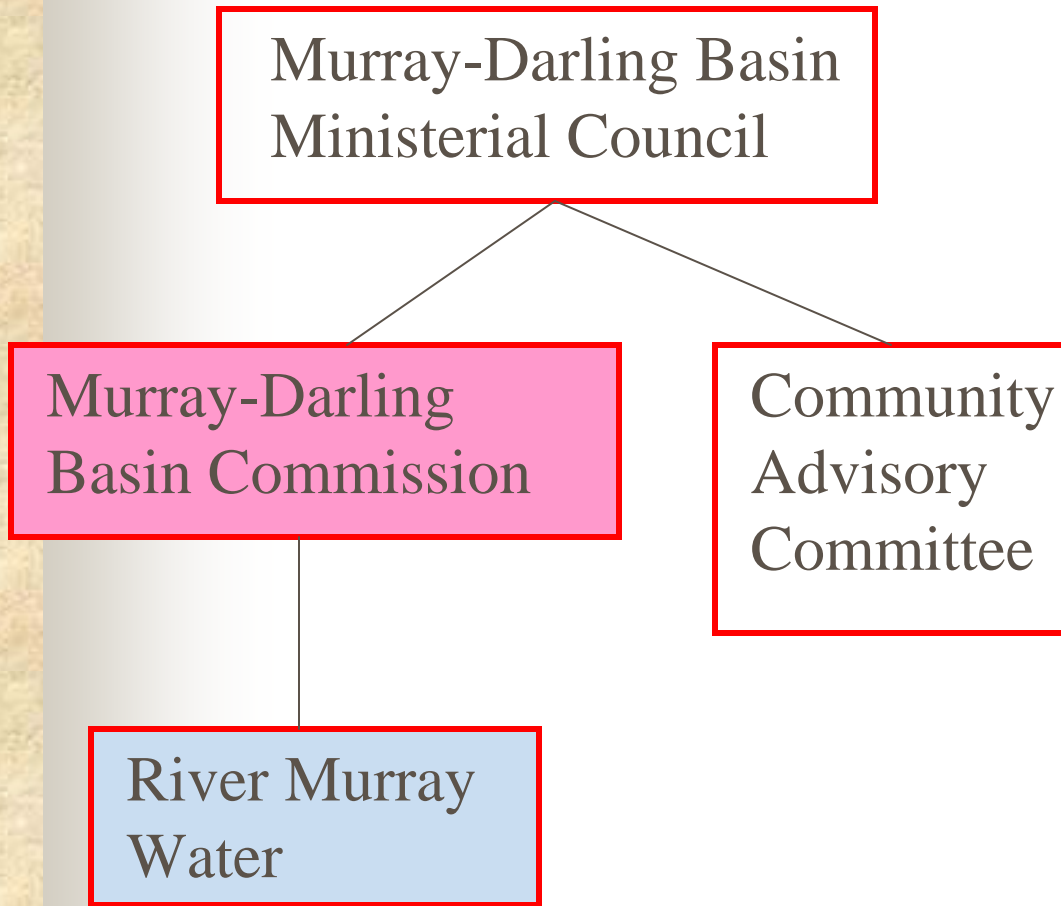 Murray-Darling Basin
Ministerial Council
Murray-Darling
Basin Commission
Community
Advisory
Committee
River Murray
Water